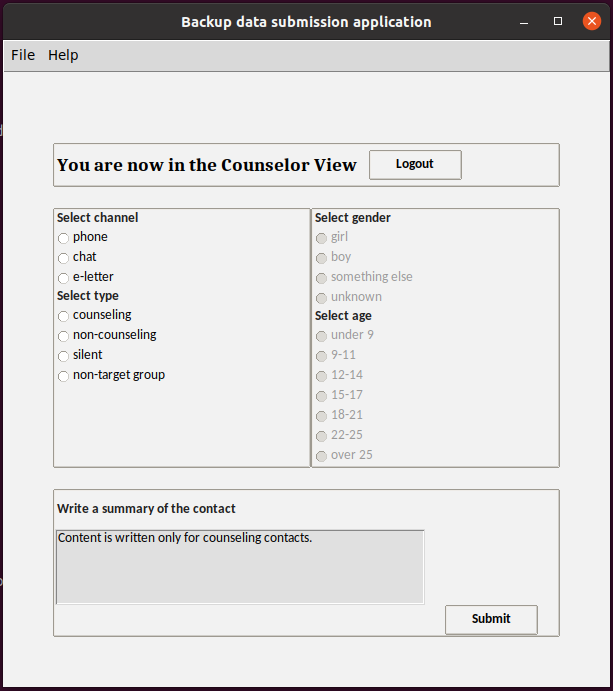 Backup data submission application
File Help
You are now in the Counselor View Logout
Select channel
phone
chat
e-letter
Select type
counseling
non-counseling
silent
non-target group
Select gender
girl
boy
something else
unknown
Select age
under 9
9-11
12-14
15-17
18-21
22-25
over 25
Write a summary of the contact
Content is written only for counseling contacts.
Submit